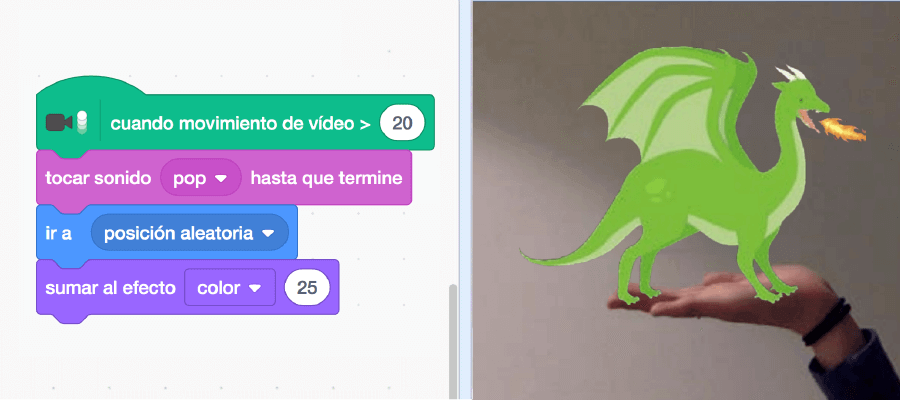 cuando movimiento de vídeo > 20
tocar sonido pop hasta que termine
ir a posición aleatoria
sumar al efecto color 25